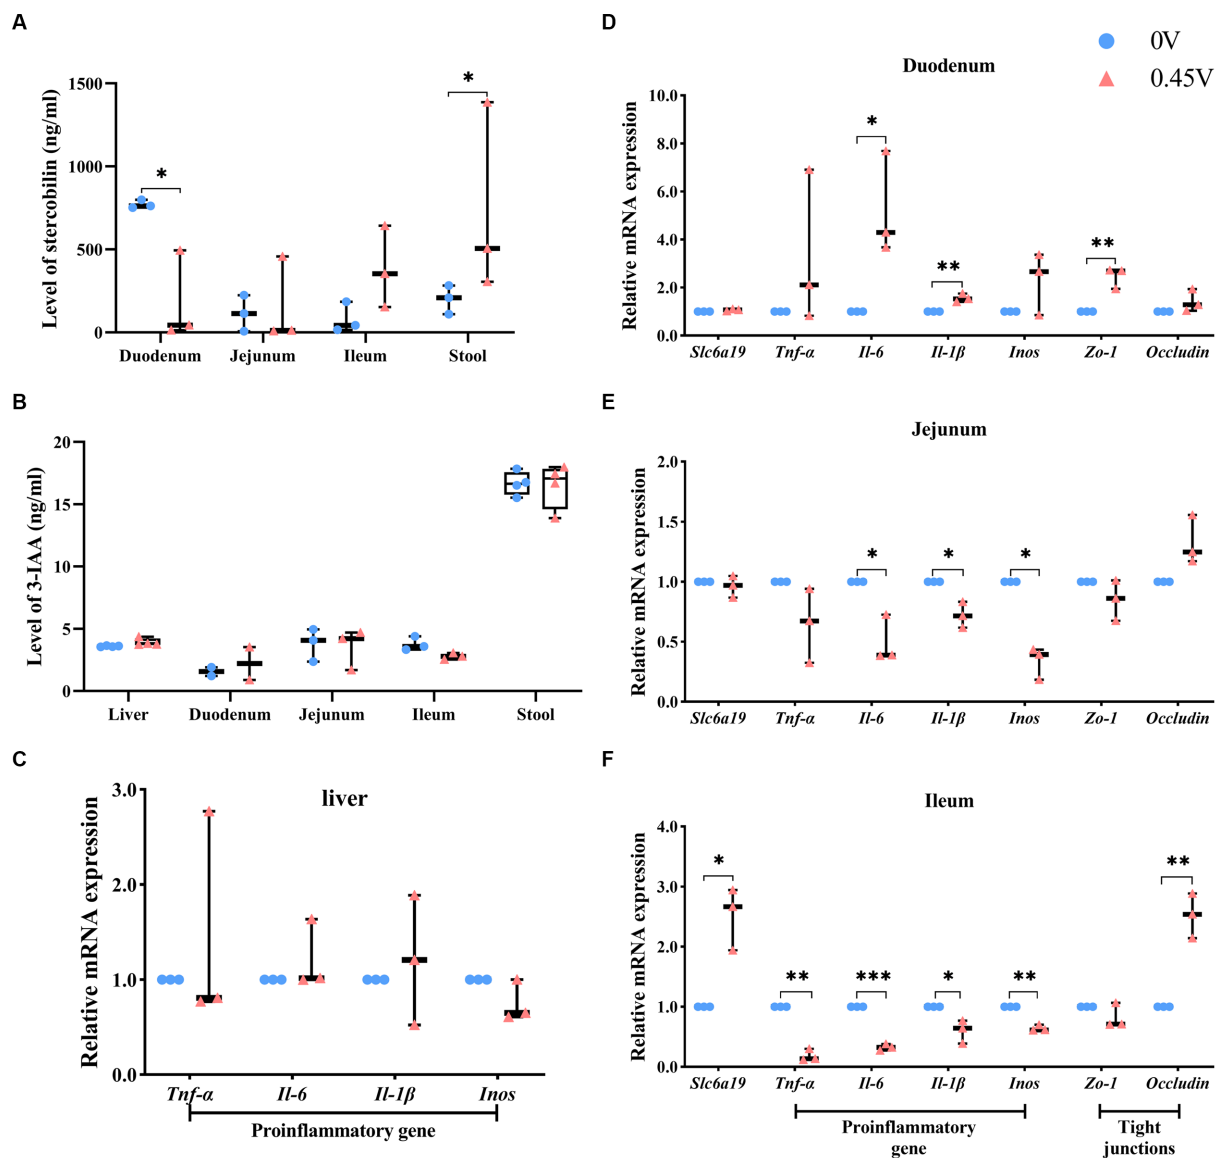 A
Level of stercobilin (ng/ml)
1500
1000
500
0
*
*
Duodenum Jejunum Ileum Stool
B
Level of 3-IAA (ng/ml)
20
15
10
5
0
Liver Duodenum Jejunum Ileum Stool
C
liver
Relative mRNA expression
3.0
2.0
1.0
0.0
Tnf-α Il-6 Il-1β Inos
Proinflammatory gene
D
0V
0.45V
Duodenum
Relative mRNA expression
10.0
8.0
6.0
4.0
2.0
0.0
*
**
**
Slc6a19 Tnf-α Il-6 Il-1β Inos Zo-1 Occludin
E
Jejunum
Relative mRNA expression
2.0
1.5
1.0
0.5
0.0
* * *
Slc6a19 Tnf-α Il-6 Il-1β Inos Zo-1 Occludin
F
Ileum
Relative mRNA expression
4.0
3.0
2.0
1.0
0.0
* ** *** * ** **
Slc6a19 Tnf-α Il-6 Il-1β Inos Zo-1 Occludin
Proinflammatory
gene
Tight
junctions